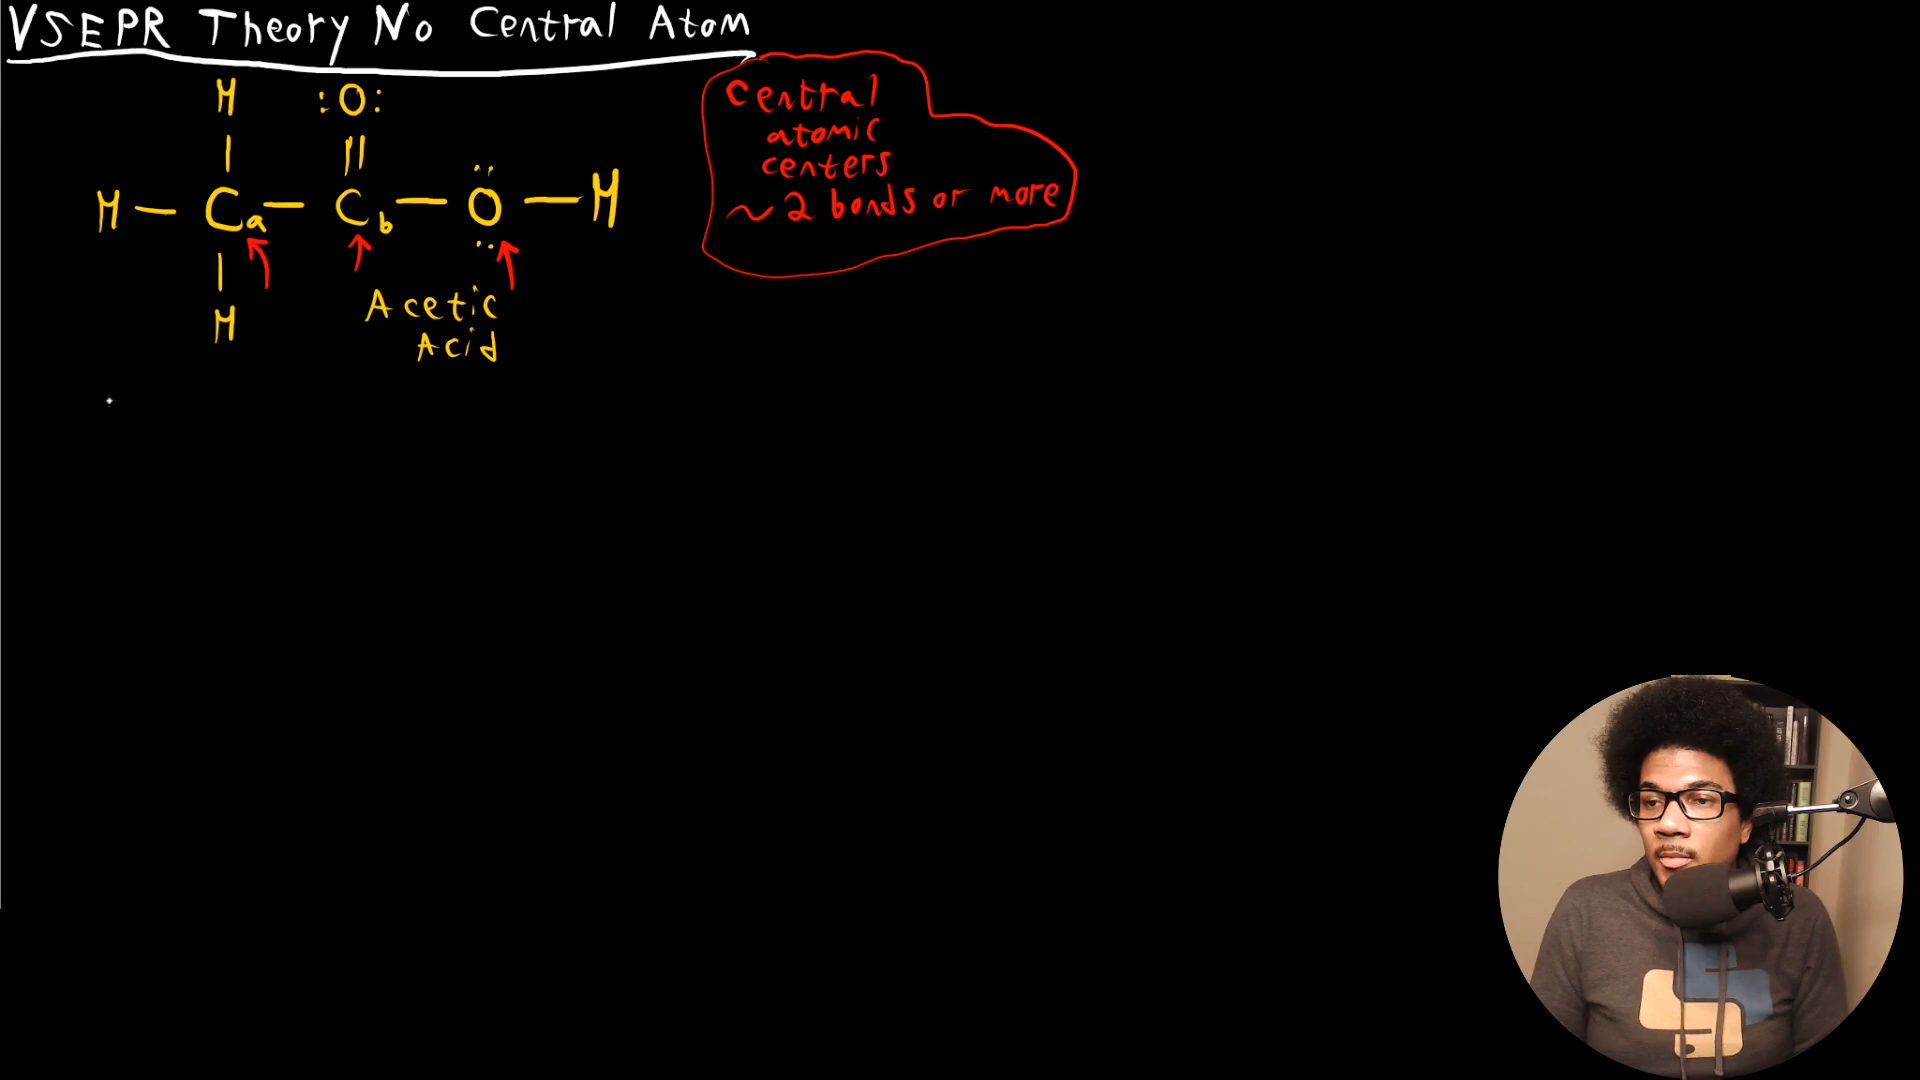 VSEPR Theory No Central Atom
H :O:
| ||
H — Ca — Cb — Ö — H
|
H
Acetic
Acid
Central
atomic
centers
~ 2 bonds or more